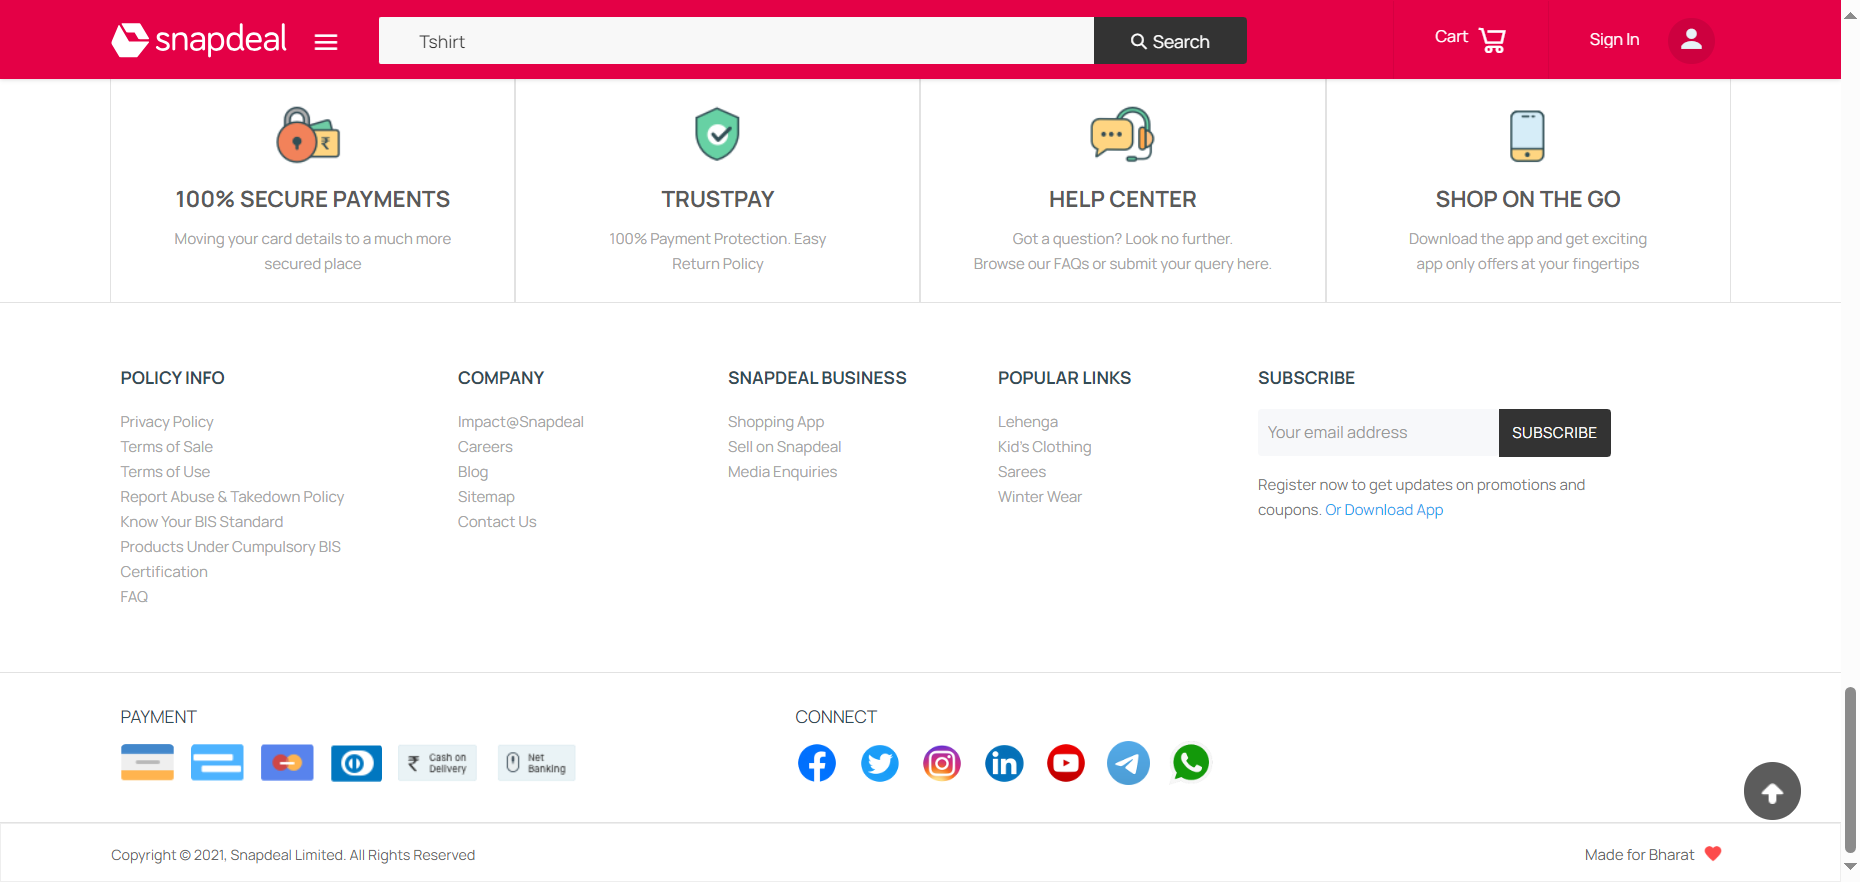 snapdeal
Tshirt
Search
Cart
Sign In
100% SECURE PAYMENTS
Moving your card details to a much more
secured place
TRUSTPAY
100% Payment Protection. Easy
Return Policy
HELP CENTER
Got a question? Look no further.
Browse our FAQs or submit your query here.
SHOP ON THE GO
Download the app and get exciting
app only offers at your fingertips
POLICY INFO
Privacy Policy
Terms of Sale
Terms of Use
Report Abuse & Takedown Policy
Know Your BIS Standard
Products Under Cumpulsory BIS
Certification
FAQ
COMPANY
Impact@Snapdeal
Careers
Blog
Sitemap
Contact Us
SNAPDEAL BUSINESS
Shopping App
Sell on Snapdeal
Media Enquiries
POPULAR LINKS
Lehenga
Kid's Clothing
Sarees
Winter Wear
SUBSCRIBE
Your email address
SUBSCRIBE
Register now to get updates on promotions and
coupons. Or Download App
PAYMENT
₹ Cash on
Delivery
Net
Banking
CONNECT
Copyright © 2021, Snapdeal Limited. All Rights Reserved
Made for Bharat